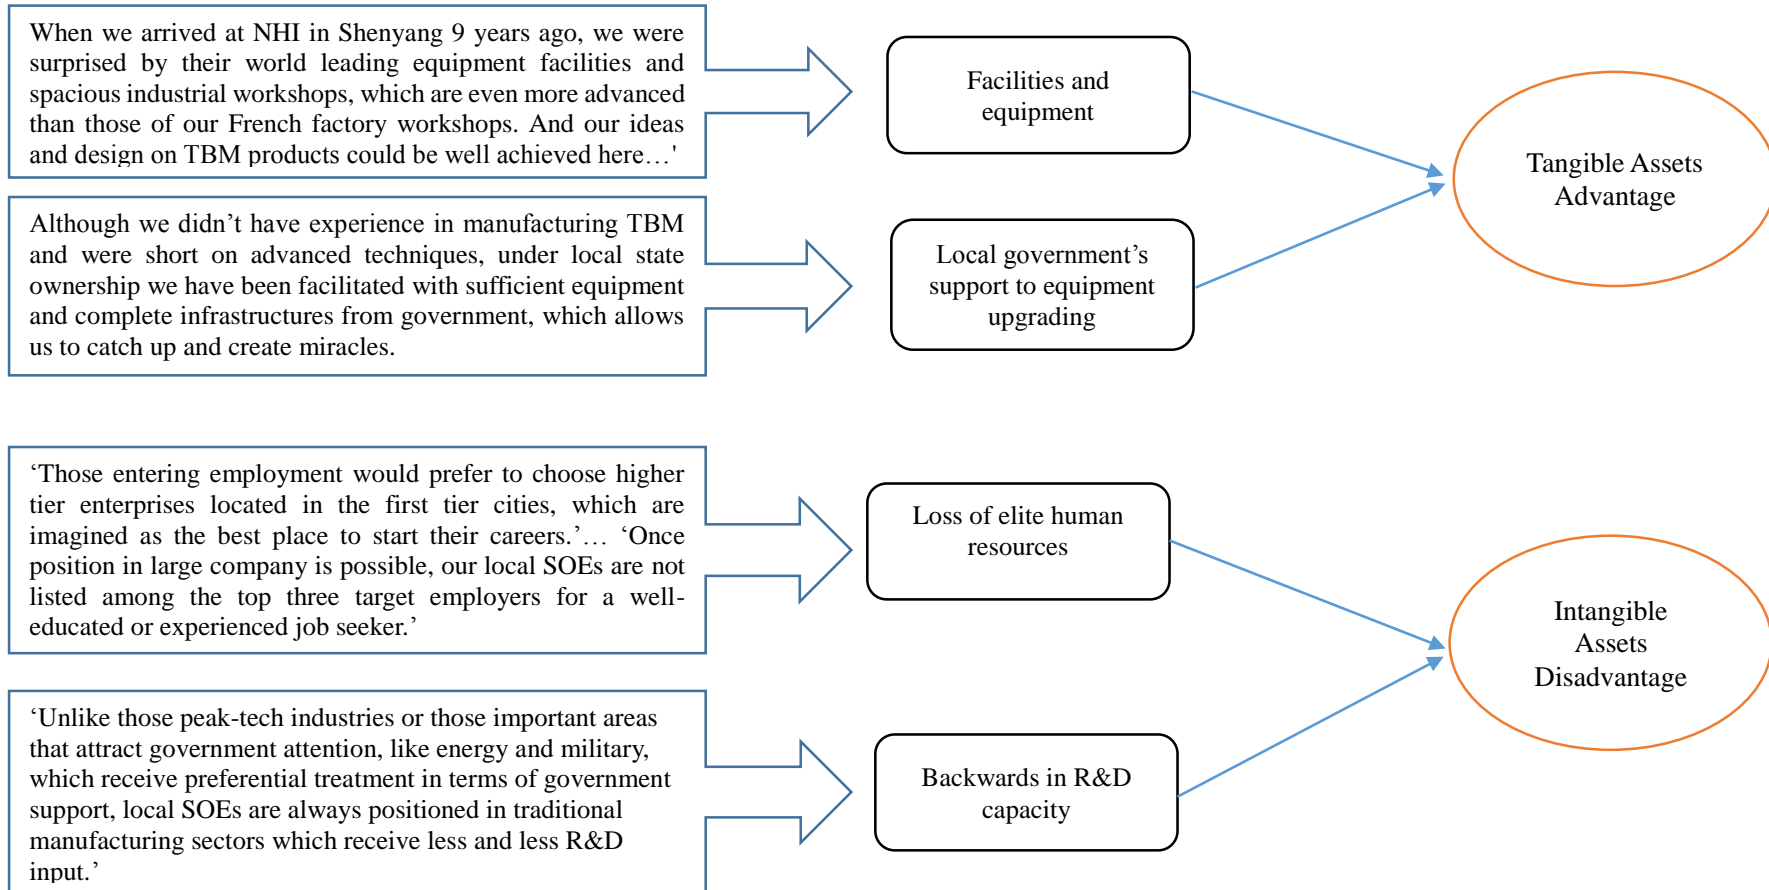 When we arrived at NHI in Shenyang 9 years ago, we were
surprised by their world leading equipment facilities and
spacious industrial workshops, which are even more advanced
than those of our French factory workshops. And our ideas
and design on TBM products could be well achieved here…'
Facilities and
equipment
Tangible Assets
Advantage
Although we didn’t have experience in manufacturing TBM
and were short on advanced techniques, under local state
ownership we have been facilitated with sufficient equipment
and complete infrastructures from government, which allows
us to catch up and create miracles.
Local government’s
support to equipment
upgrading
‘Those entering employment would prefer to choose higher
tier enterprises located in the first tier cities, which are
imagined as the best place to start their careers.’… ‘Once
position in large company is possible, our local SOEs are not
listed among the top three target employers for a well-
educated or experienced job seeker.’
Loss of elite human
resources
Intangible
Assets
Disadvantage
‘Unlike those peak-tech industries or those important areas
that attract government attention, like energy and military,
which receive preferential treatment in terms of government
support, local SOEs are always positioned in traditional
manufacturing sectors which receive less and less R&D
input.’
Backwards in R&D
capacity